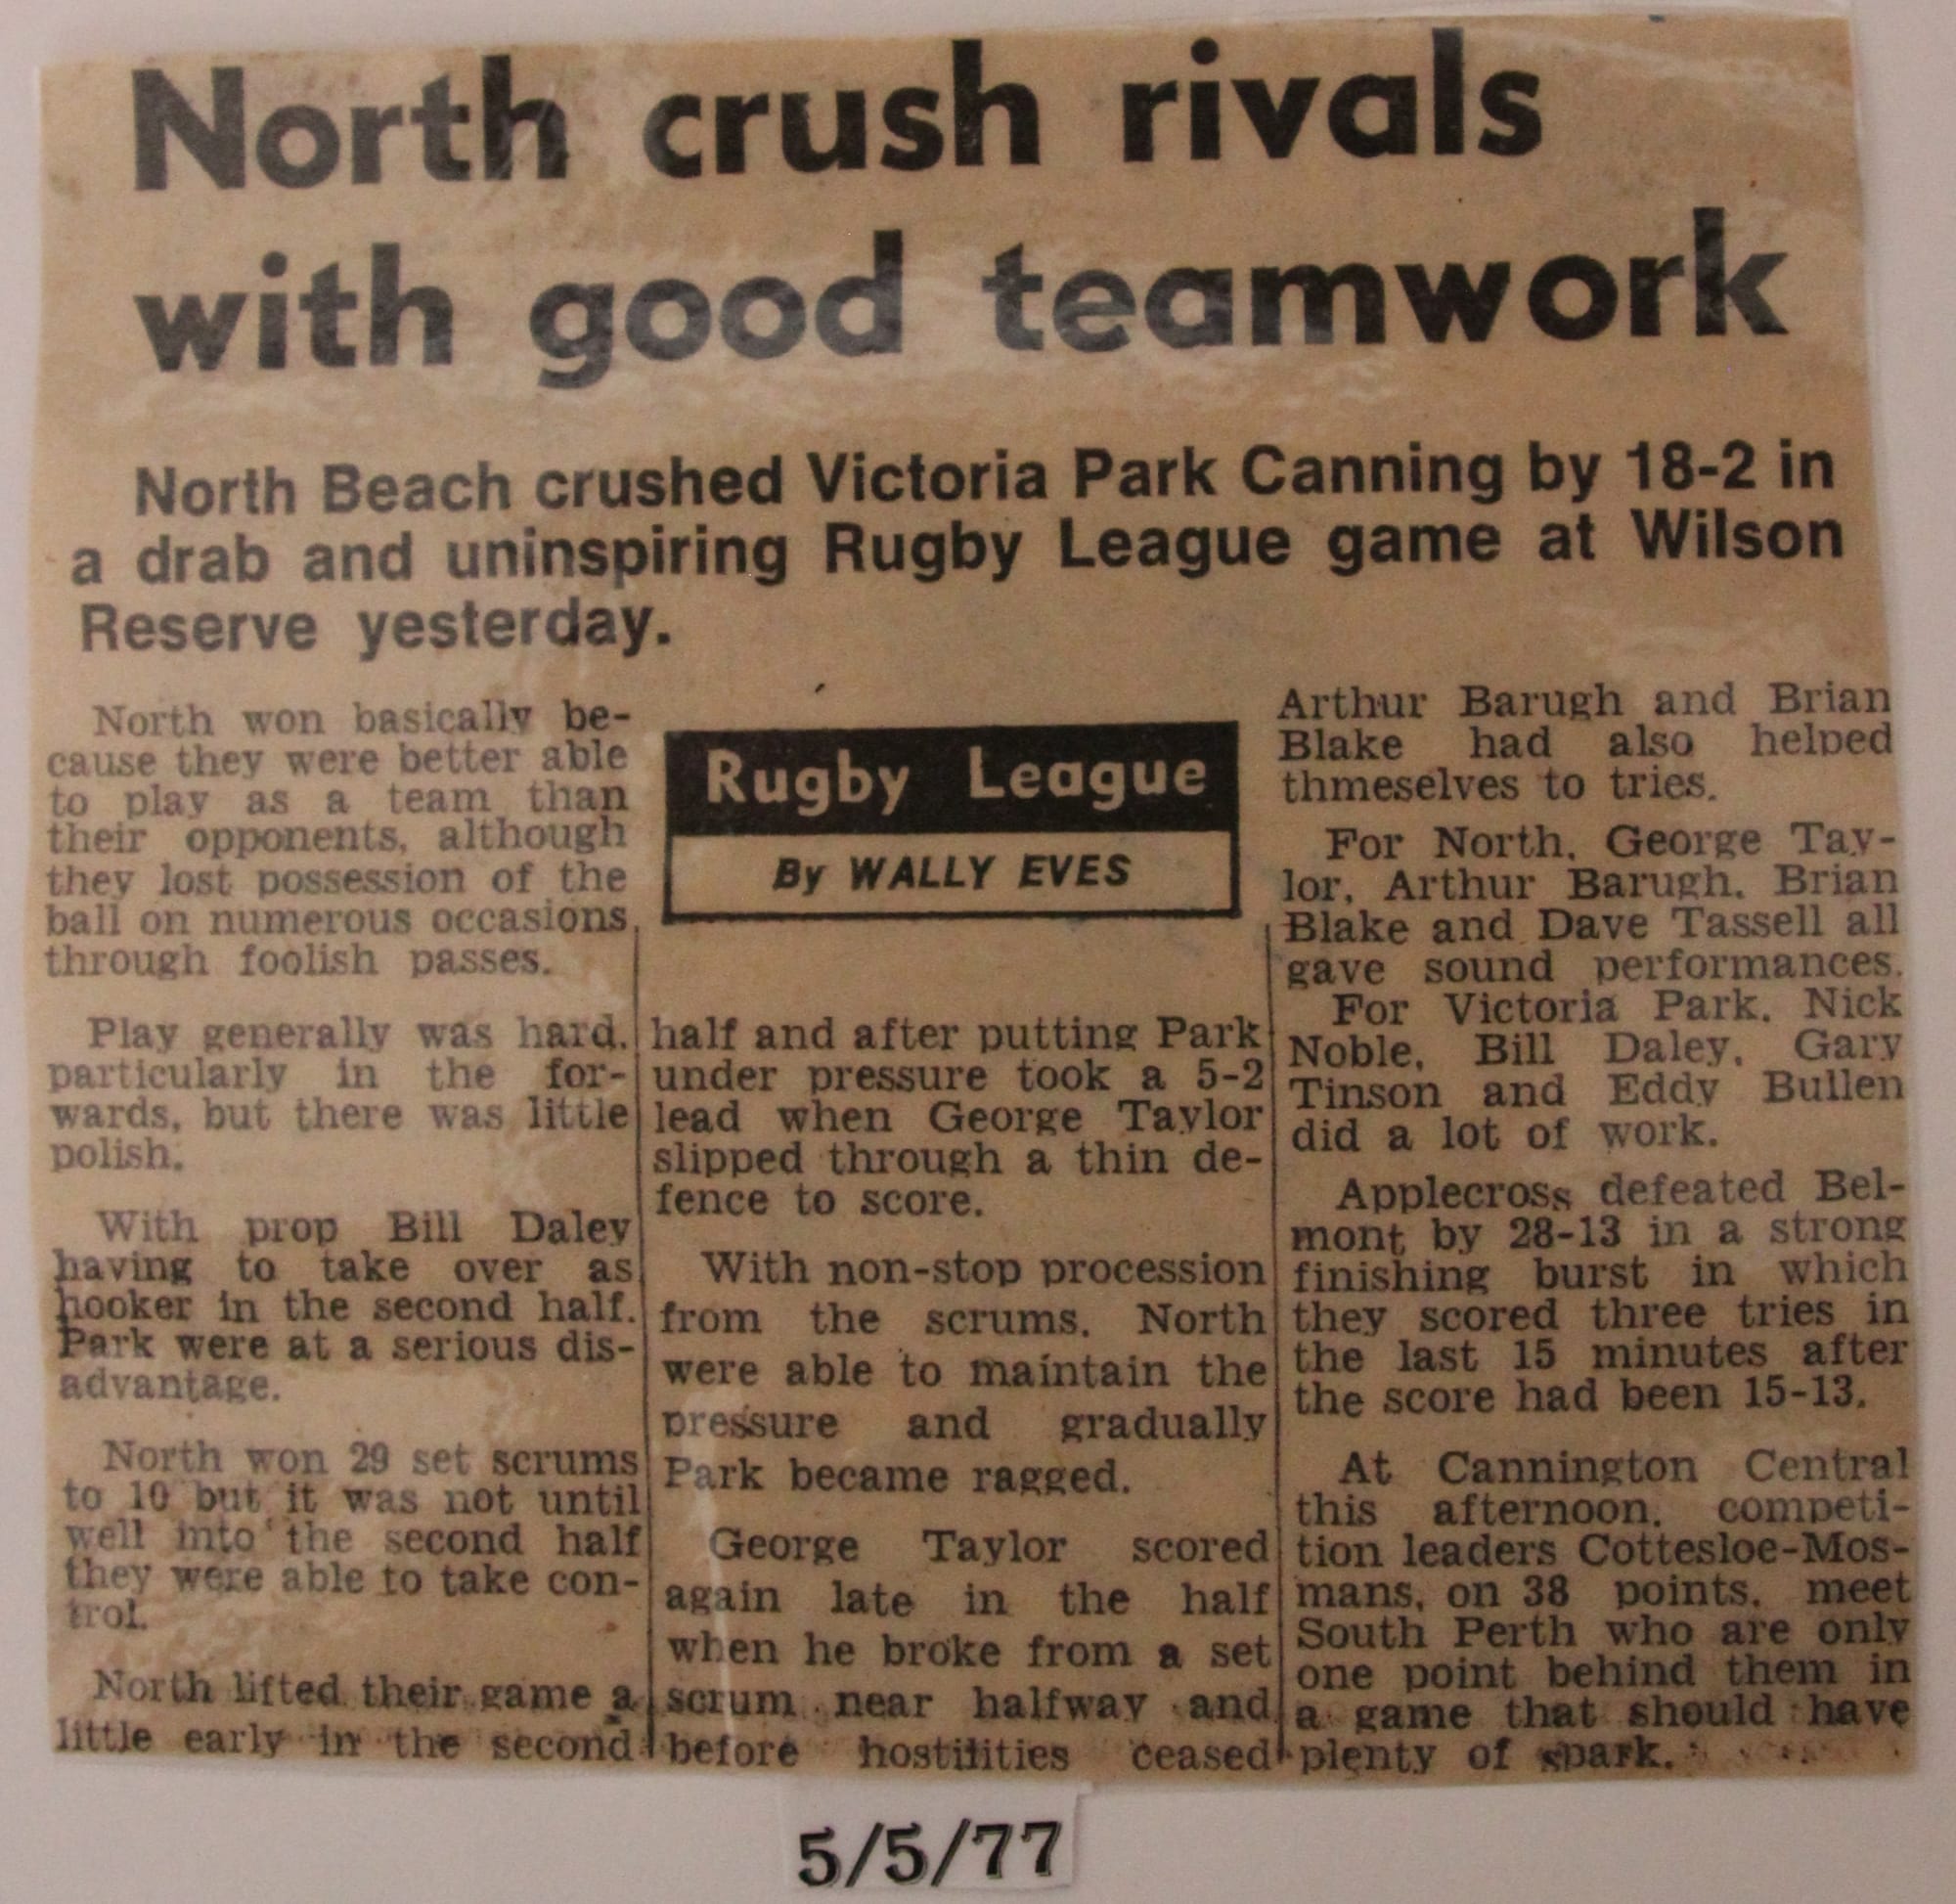 North crush rivals
with good teamwork
North Beach crushed Victoria Park Canning by 18-2 in
a drab and uninspiring Rugby League game at Wilson
Reserve yesterday.
North won basically be-
cause they were better able
to play as a team than
their opponents, although
they lost possession of the
ball on numerous occasions
through foolish passes.
Play generally was hard,
particularly in the for-
wards, but there was little
polish.
With prop Bill Daley
having to take over as
hooker in the second half,
Park were at a serious dis-
advantage.
North won 29 set scrums
to 10 but it was not until
well into the second half
they were able to take con-
trol.
North lifted their game a
little early in the second
Rugby League
By WALLY EVES
half and after putting Park
under pressure took a 5-2
lead when George Taylor
slipped through a thin de-
fence to score.
With non-stop procession
from the scrums, North
were able to maintain the
pressure and gradually
Park became ragged.
George Taylor scored
again late in the half
when he broke from a set
scrum near halfway and
before hostilities ceased
Arthur Barugh and Brian
Blake had also helped
thmeselves to tries.
For North, George Tay-
lor, Arthur Barugh, Brian
Blake and Dave Tassell all
gave sound performances.
For Victoria Park, Nick
Noble, Bill Daley, Gary
Tinson and Eddy Bullen
did a lot of work.
Applecross defeated Bel-
mont by 28-13 in a strong
finishing burst in which
they scored three tries in
the last 15 minutes after
the score had been 15-13.
At Cannington Central
this afternoon, competi-
tion leaders Cottesloe-Mos-
mans, on 38 points, meet
South Perth who are only
one point behind them in
a game that should have
plenty of spark.
5/5/77